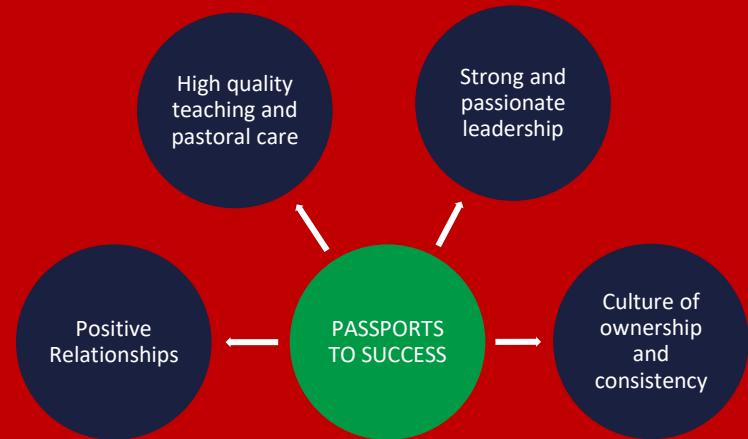 High quality
teaching and
pastoral care
Strong and
passionate
leadership
Positive
Relationships
PASSPORTS
TO SUCCESS
Culture of
ownership
and
consistency